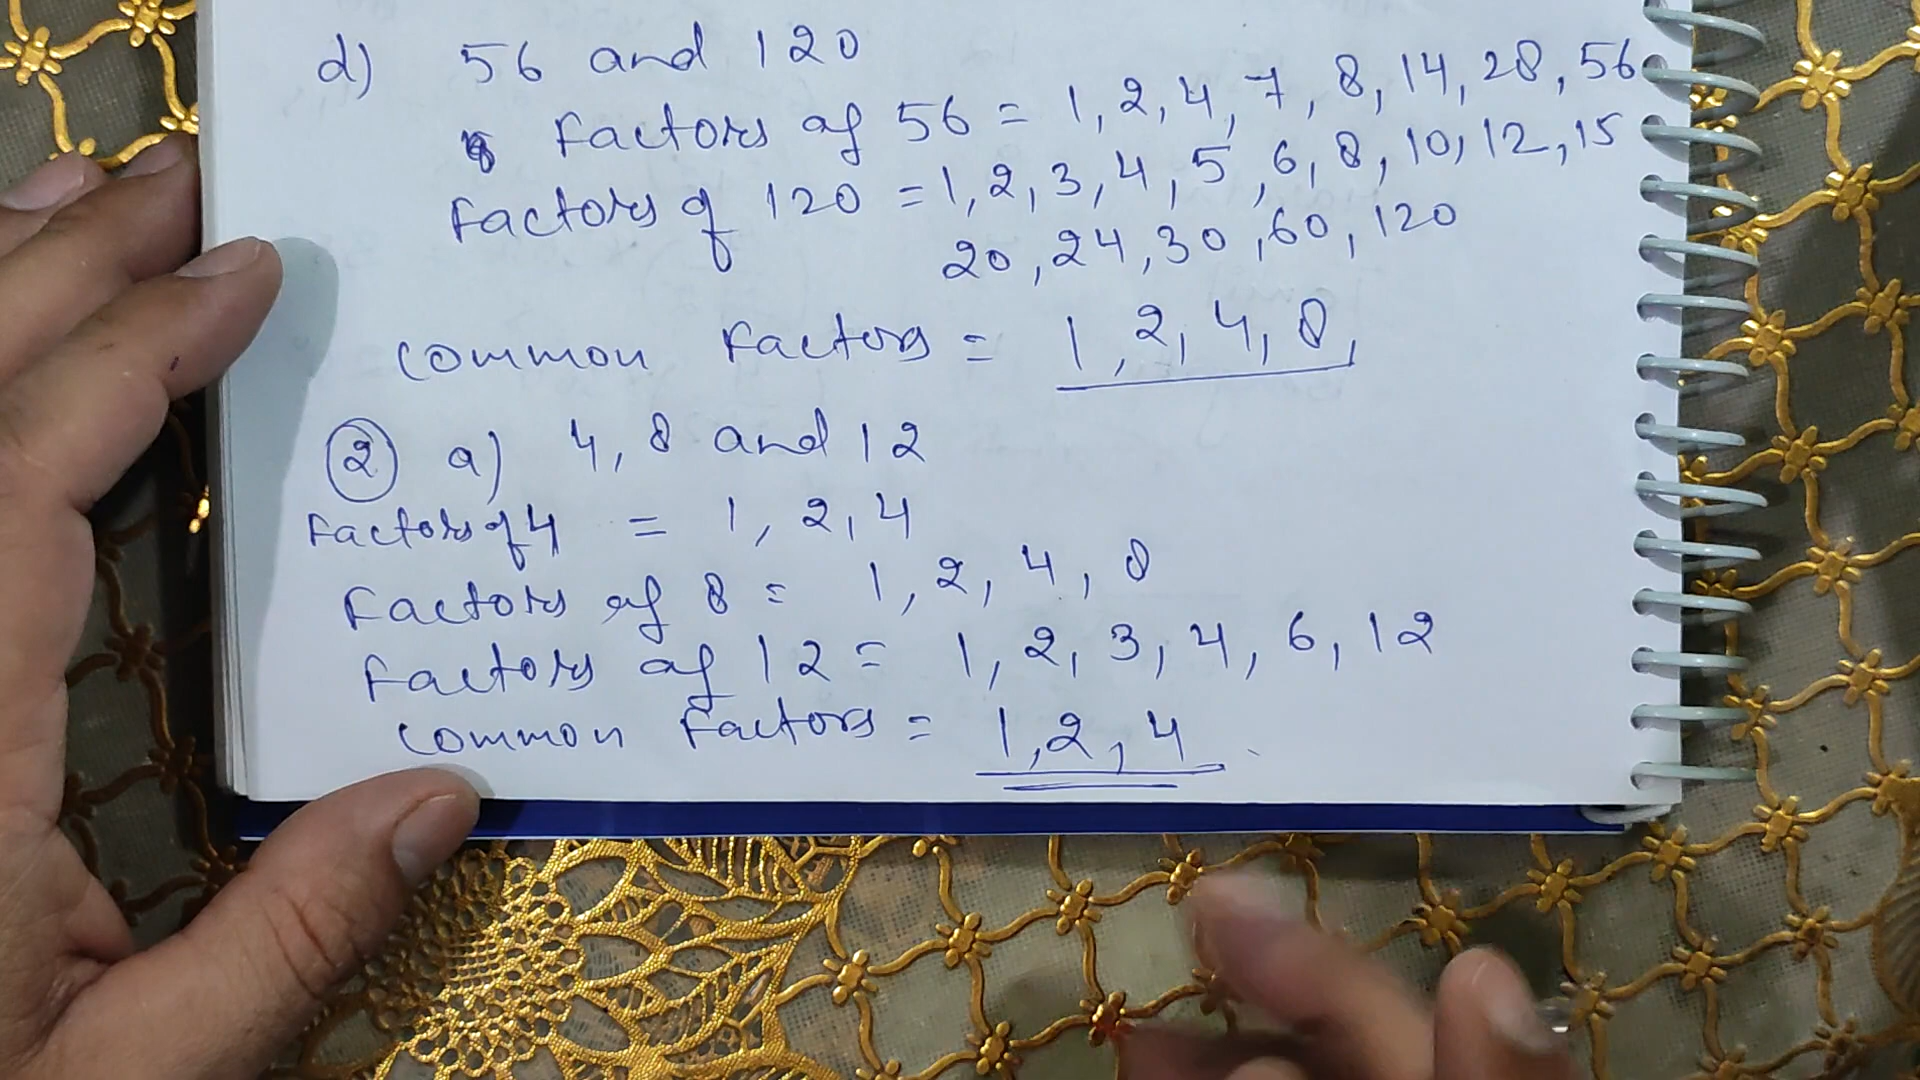 d) 56 and 120
Factors of 56 = 1, 2, 4, 7, 8, 14, 28, 56
Factors of 120 = 1, 2, 3, 4, 5, 6, 8, 10, 12, 15
20, 24, 30, 60, 120
Common Factors = 1, 2, 4, 8,
② a) 4, 8 and 12
Factors of 4 = 1, 2, 4
Factors of 8 = 1, 2, 4, 8
Factors of 12 = 1, 2, 3, 4, 6, 12
Common Factors = 1, 2, 4